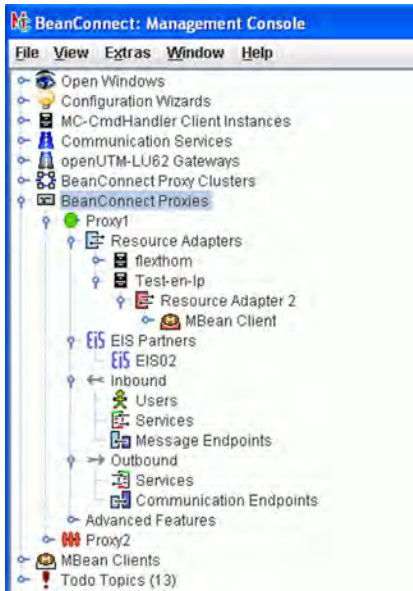 BeanConnect: Management Console
File View Extras Window Help
Open Windows
Configuration Wizards
MC-CmdHandler Client Instances
Communication Services
openUTM-LU62 Gateways
BeanConnect Proxy Clusters
BeanConnect Proxies
Proxy1
Resource Adapters
flexthom
Test-en-lp
Resource Adapter 2
MBean Client
EiS EIS Partners
EiS EIS02
Inbound
Users
Services
Message Endpoints
Outbound
Services
Communication Endpoints
Advanced Features
Proxy2
MBean Clients
Todo Topics (13)